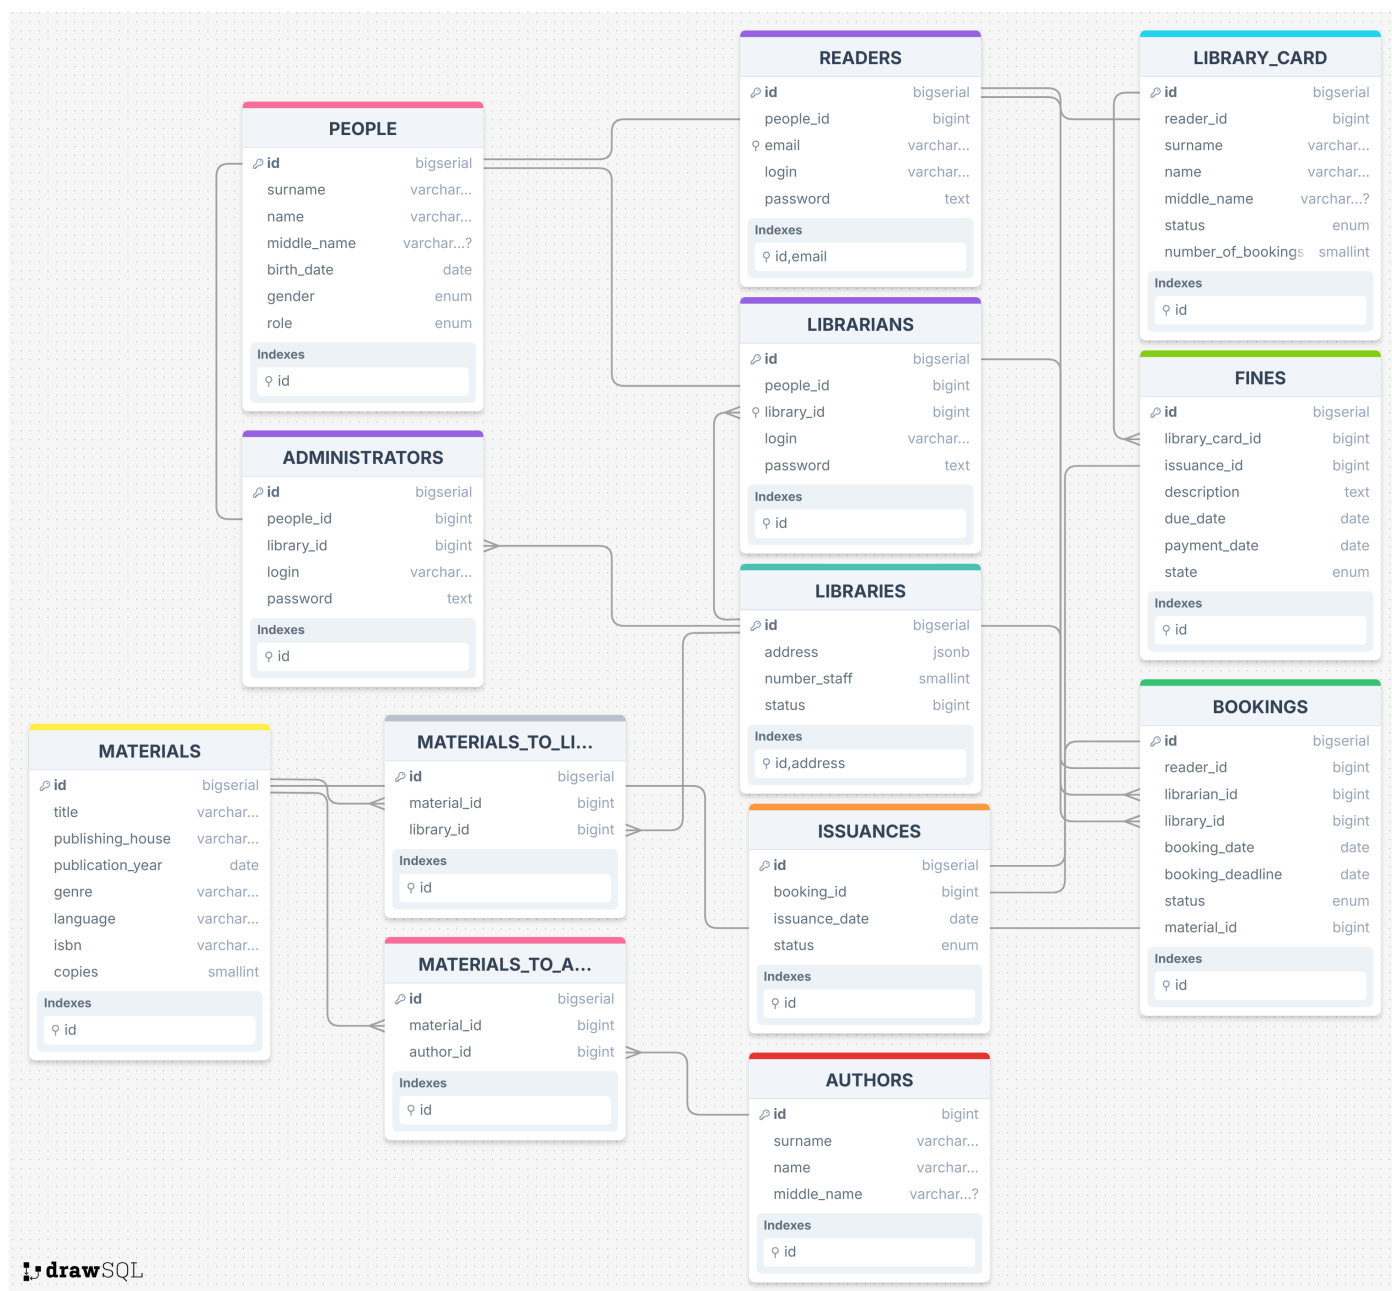 PEOPLE
id bigserial
surname varchar...
name varchar...
middle_name varchar...?
birth_date date
gender enum
role enum
Indexes
id
ADMINISTRATORS
id bigserial
people_id bigint
library_id bigint
login varchar...
password text
Indexes
id
MATERIALS
id bigserial
title varchar...
publishing_house varchar...
publication_year date
genre varchar...
language varchar...
isbn varchar...
copies smallint
Indexes
id
MATERIALS_TO_LI...
id bigserial
material_id bigint
library_id bigint
Indexes
id
MATERIALS_TO_A...
id bigserial
material_id bigint
author_id bigint
Indexes
id
READERS
id bigserial
people_id bigint
email varchar...
login varchar...
password text
Indexes
id,email
LIBRARIANS
id bigserial
people_id bigint
library_id bigint
login varchar...
password text
Indexes
id
LIBRARIES
id bigserial
address jsonb
number_staff smallint
status bigint
Indexes
id,address
ISSUANCES
id bigserial
booking_id bigint
issuance_date date
status enum
Indexes
id
AUTHORS
id bigint
surname varchar...
name varchar...
middle_name varchar...?
Indexes
id
LIBRARY_CARD
id bigserial
reader_id bigint
surname varchar...
name varchar...
middle_name varchar...?
status enum
number_of_bookings smallint
Indexes
id
FINES
id bigserial
library_card_id bigint
issuance_id bigint
description text
due_date date
payment_date date
state enum
Indexes
id
BOOKINGS
id bigserial
reader_id bigint
librarian_id bigint
library_id bigint
booking_date date
booking_deadline date
status enum
material_id bigint
Indexes
id
drawSQL